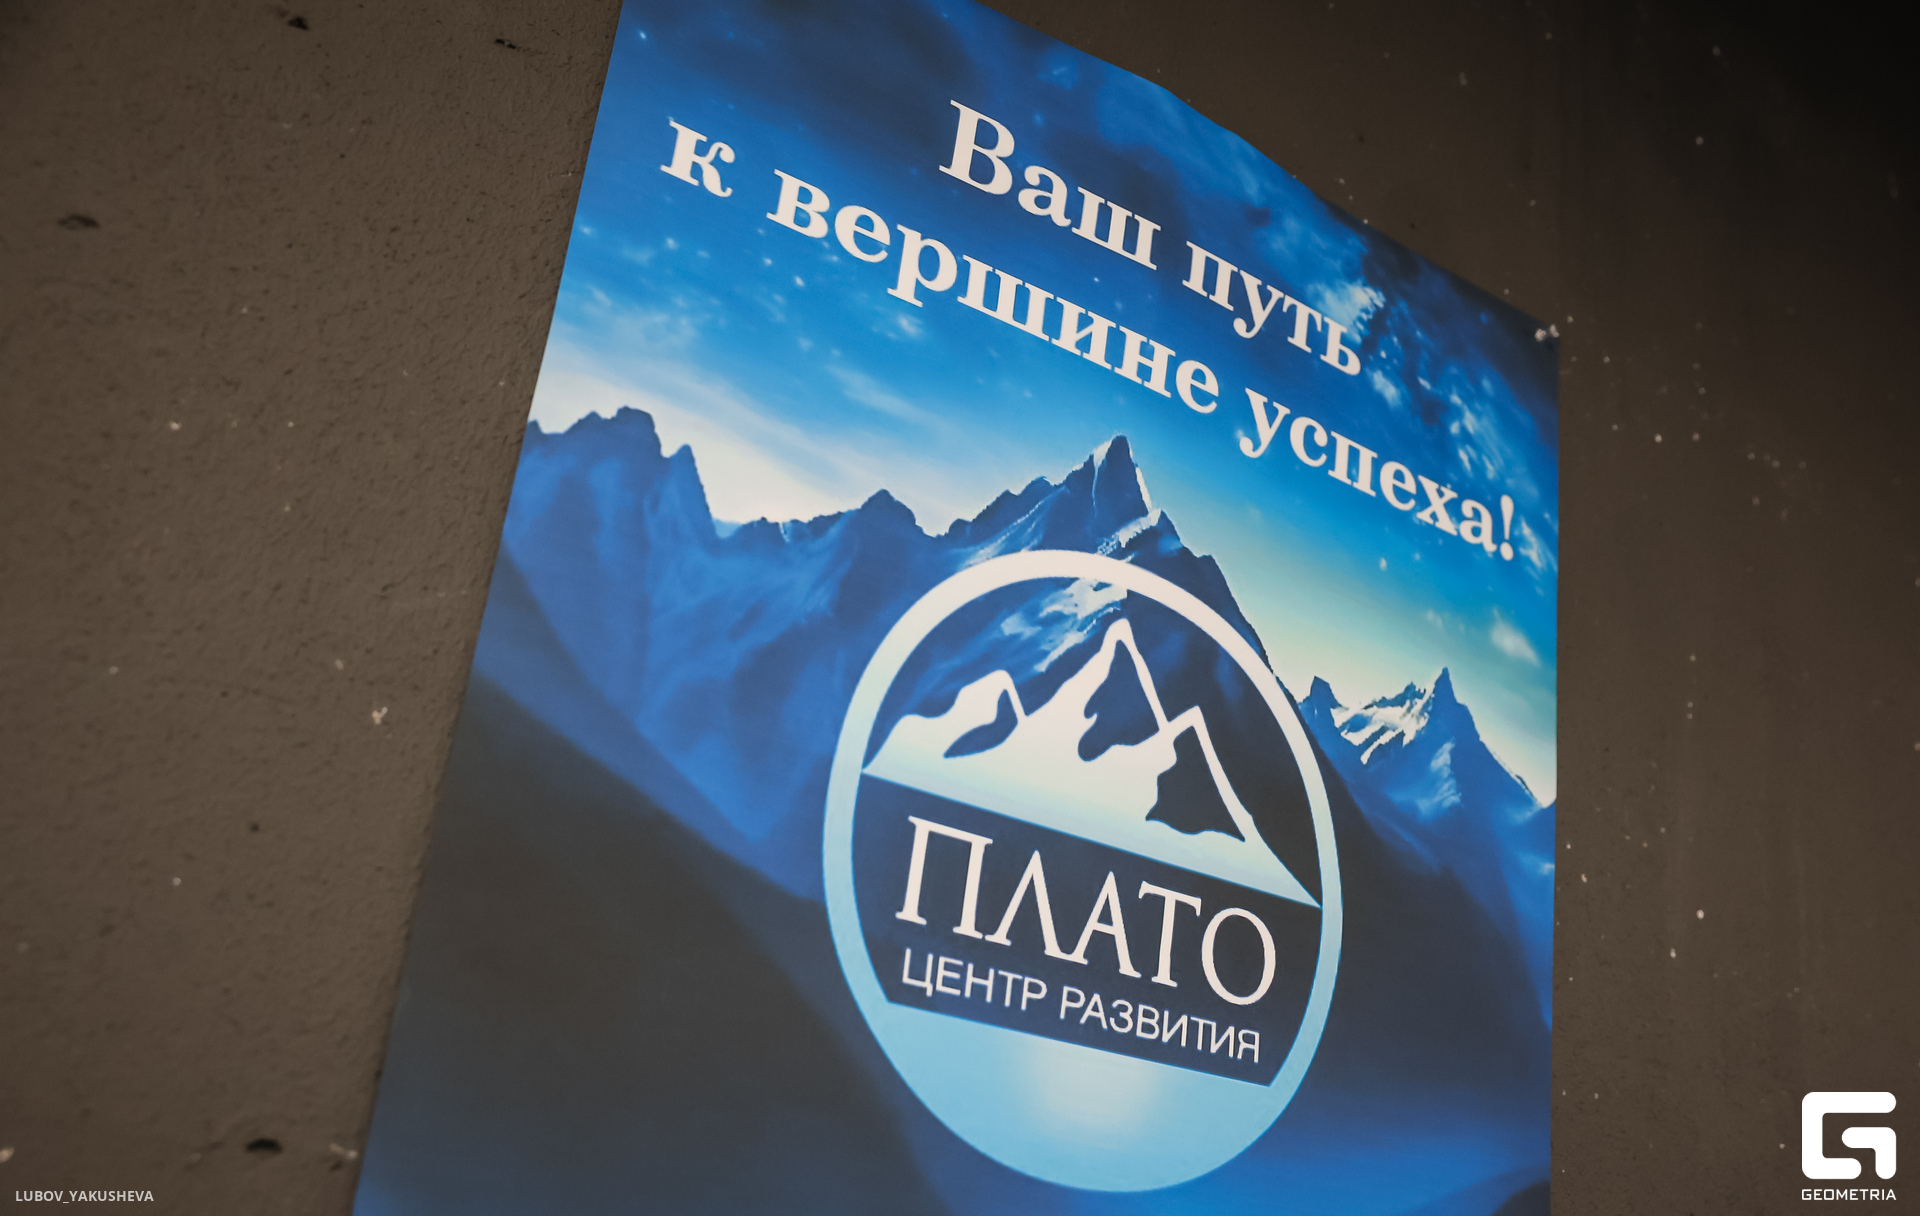 Ваш путь
к вершине успеха!
ПЛАТО
ЦЕНТР РАЗВИТИЯ
LUBOV_YAKUSHEVA
GEOMETRIA